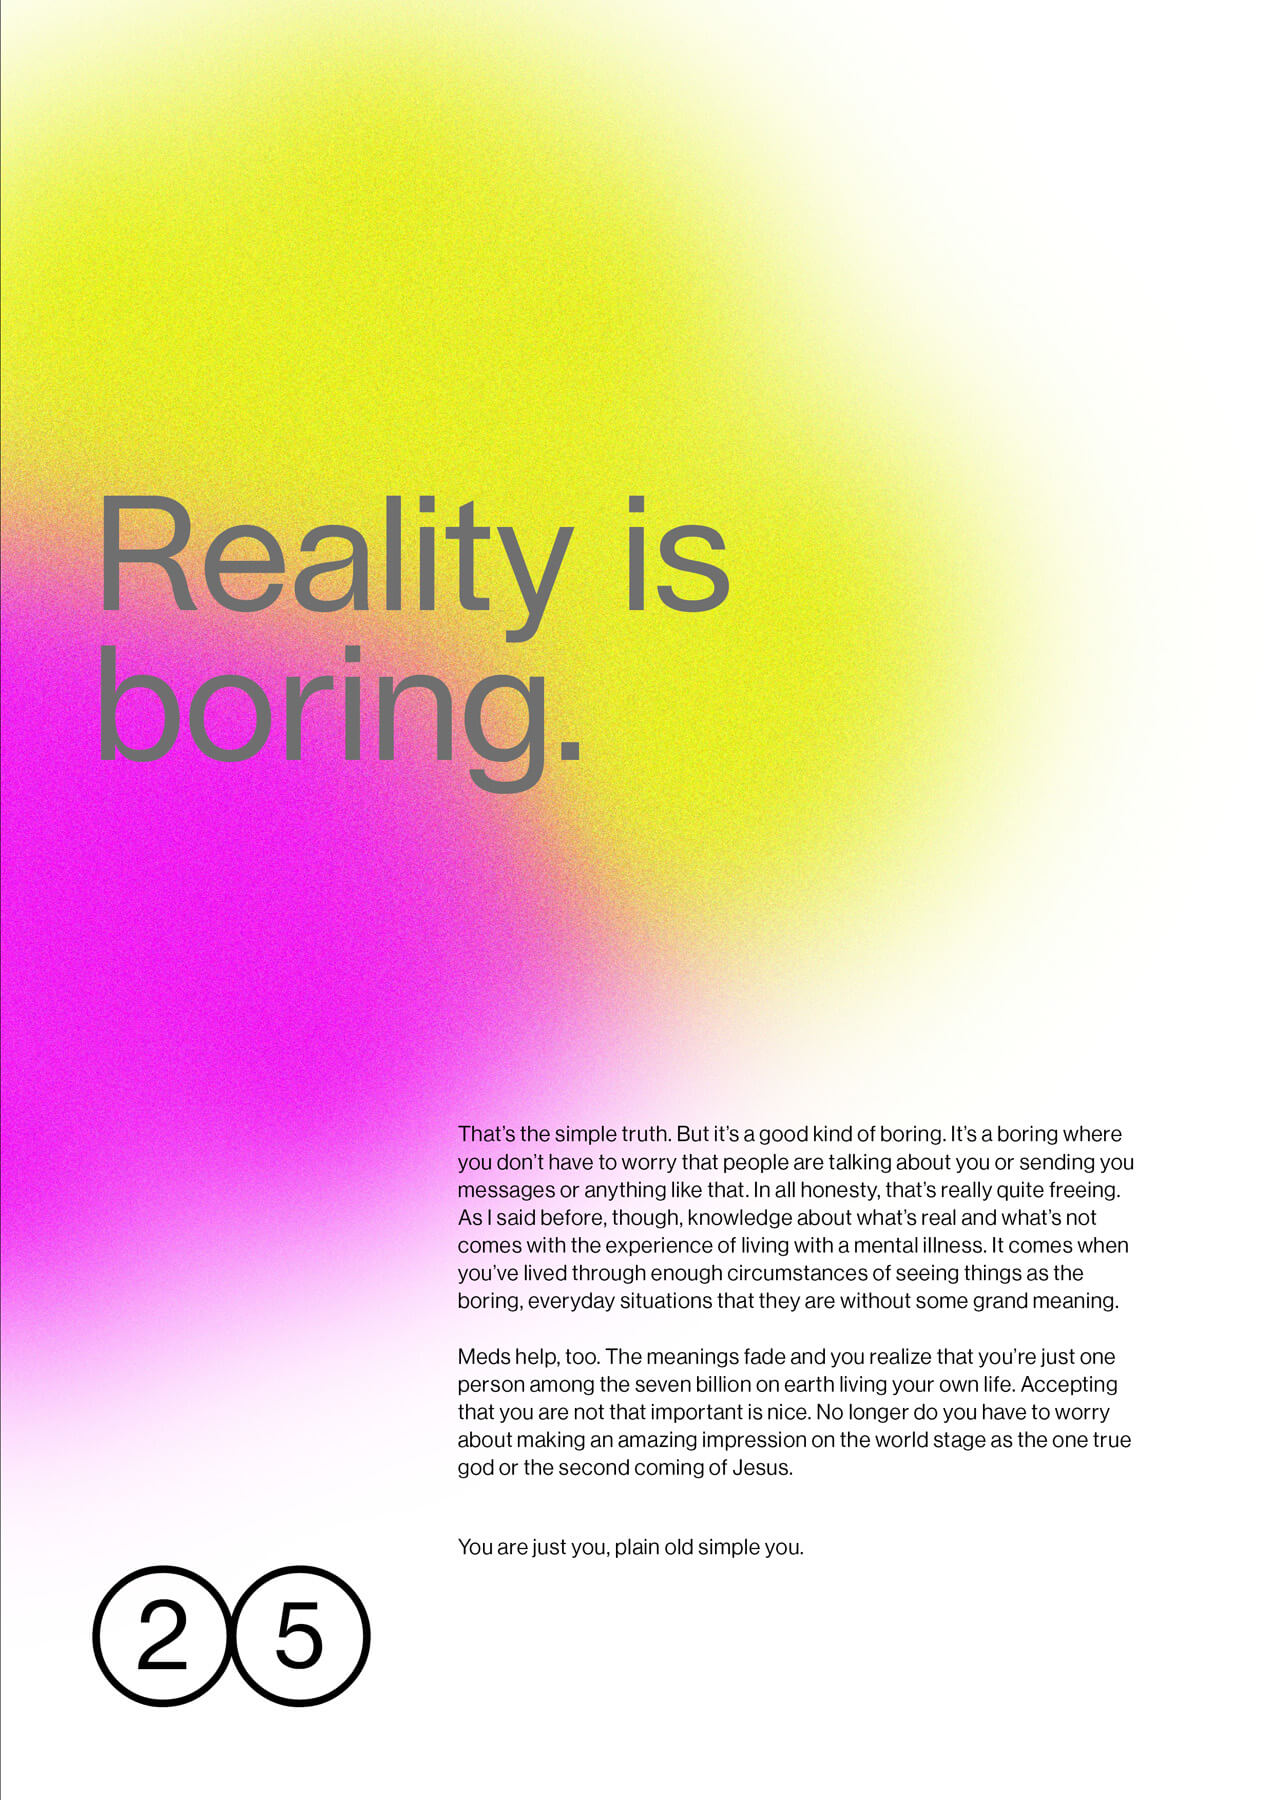 Reality is
boring.
That’s the simple truth. But it’s a good kind of boring. It’s a boring where
you don’t have to worry that people are talking about you or sending you
messages or anything like that. In all honesty, that’s really quite freeing.
As I said before, though, knowledge about what’s real and what’s not
comes with the experience of living with a mental illness. It comes when
you’ve lived through enough circumstances of seeing things as the
boring, everyday situations that they are without some grand meaning.
Meds help, too. The meanings fade and you realize that you’re just one
person among the seven billion on earth living your own life. Accepting
that you are not that important is nice. No longer do you have to worry
about making an amazing impression on the world stage as the one true
god or the second coming of Jesus.
You are just you, plain old simple you.
25